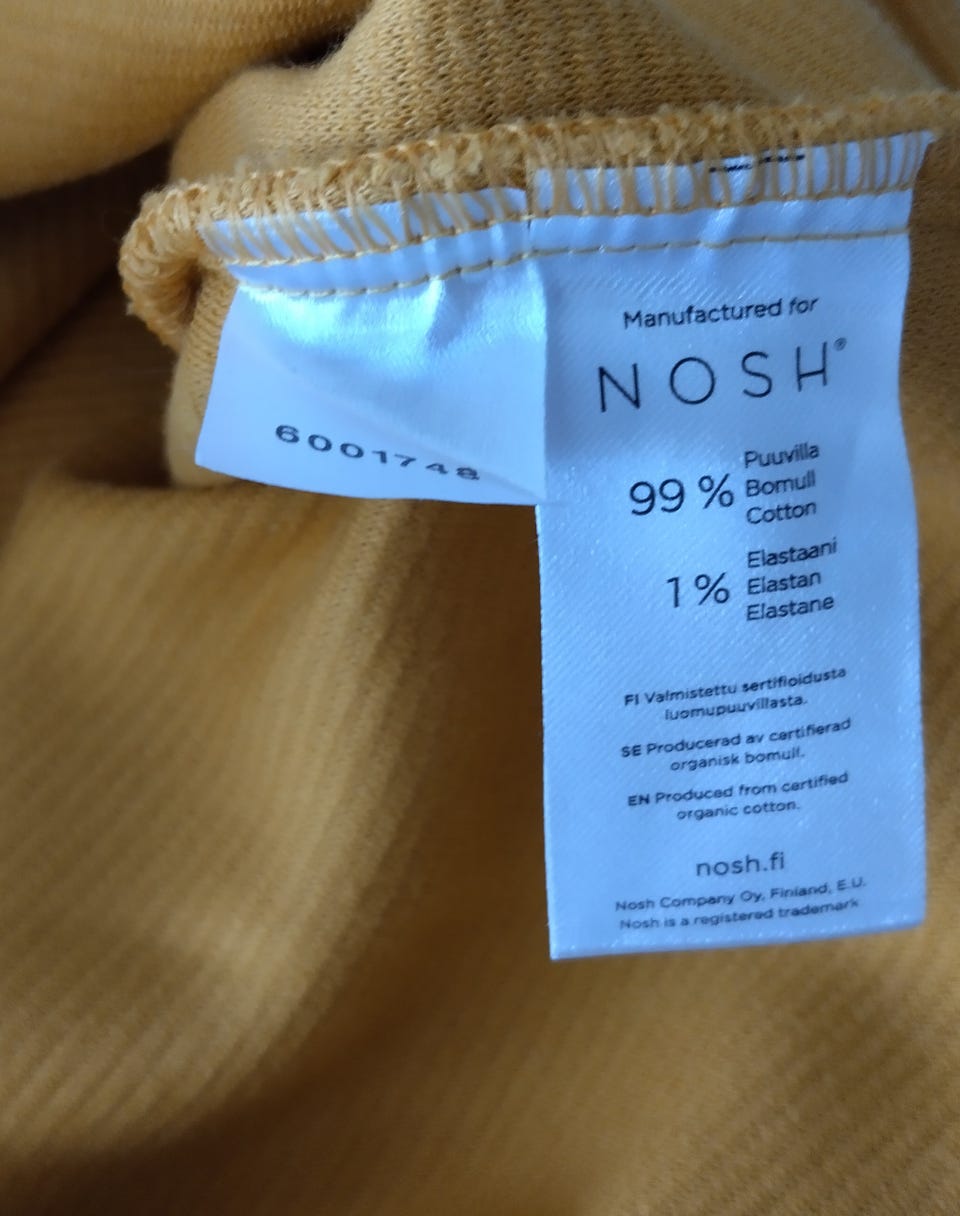 6001748
Manufactured for
NOSH®
99 % Puuvilla
Bomull
Cotton
1 % Elastaani
Elastan
Elastane
FI Valmistettu sertifioidusta
luomupuuvillasta.
SE Producerad av certifierad
organisk bomull.
EN Produced from certified
organic cotton.
nosh.fi
Nosh Company Oy, Finland, E.U.
Nosh is a registered trademark